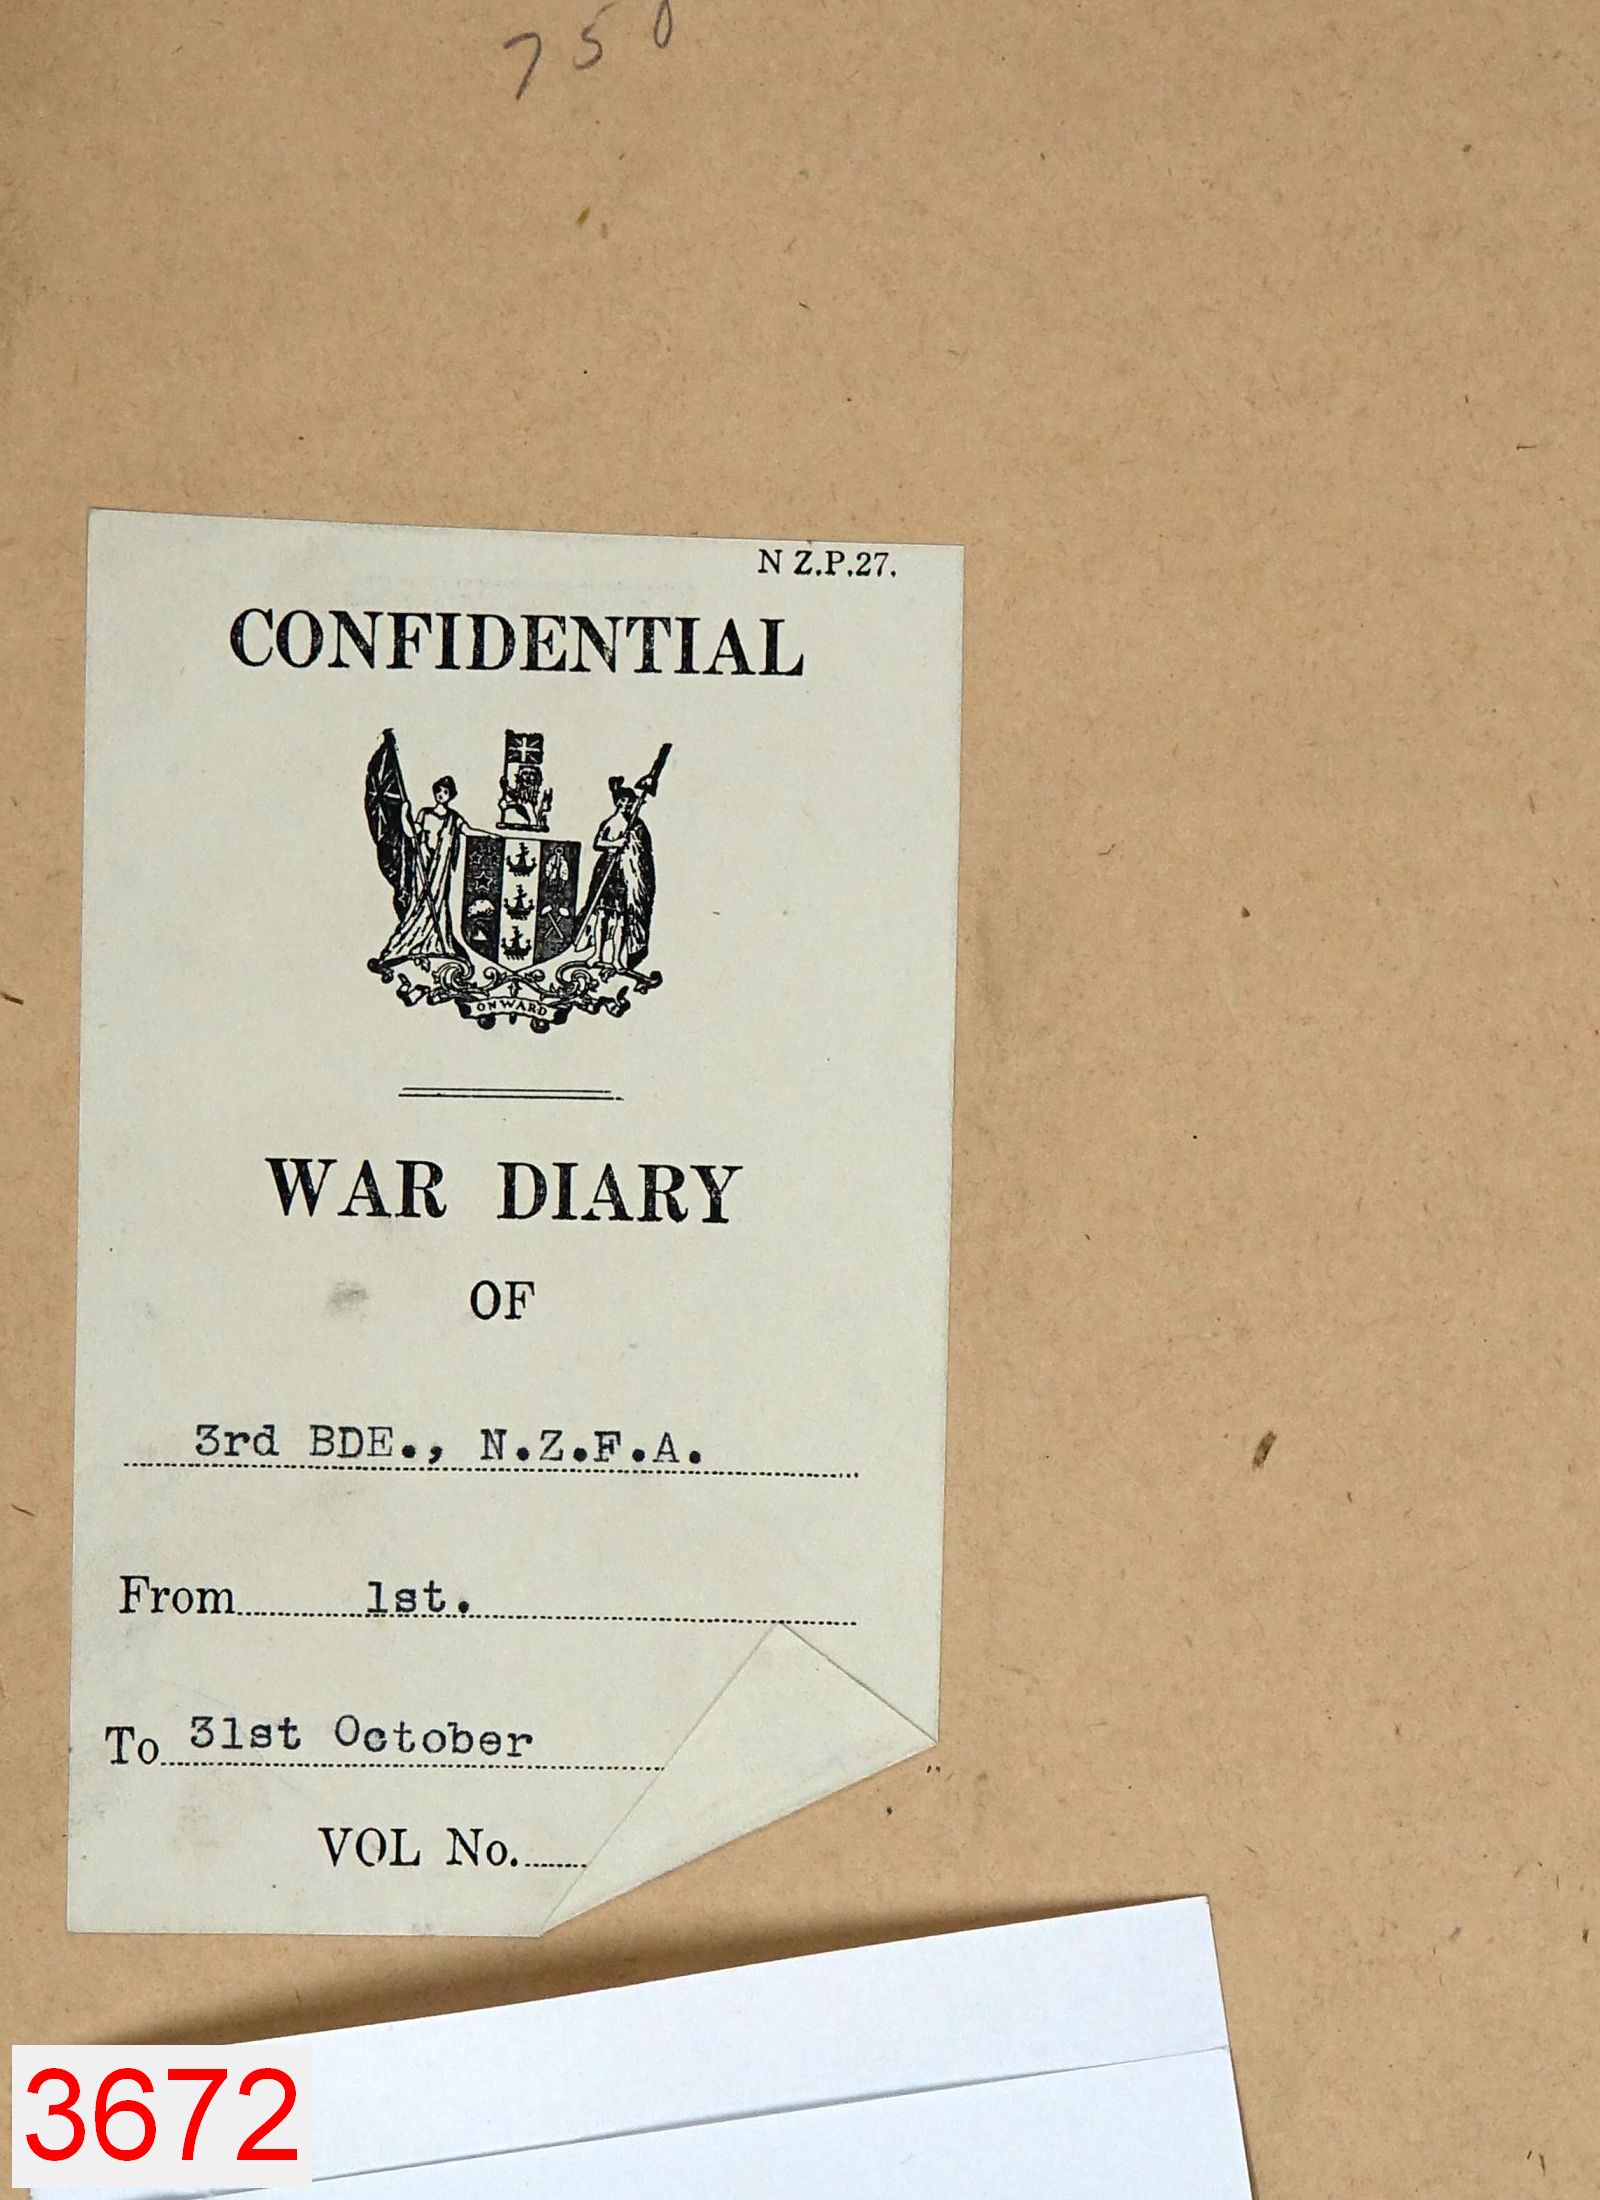 750
N Z.P.27.
CONFIDENTIAL
ONWARD
WAR DIARY
OF
3rd BDE., N.Z.F.A.
From 1st.
To 31st October
VOL No.
3672